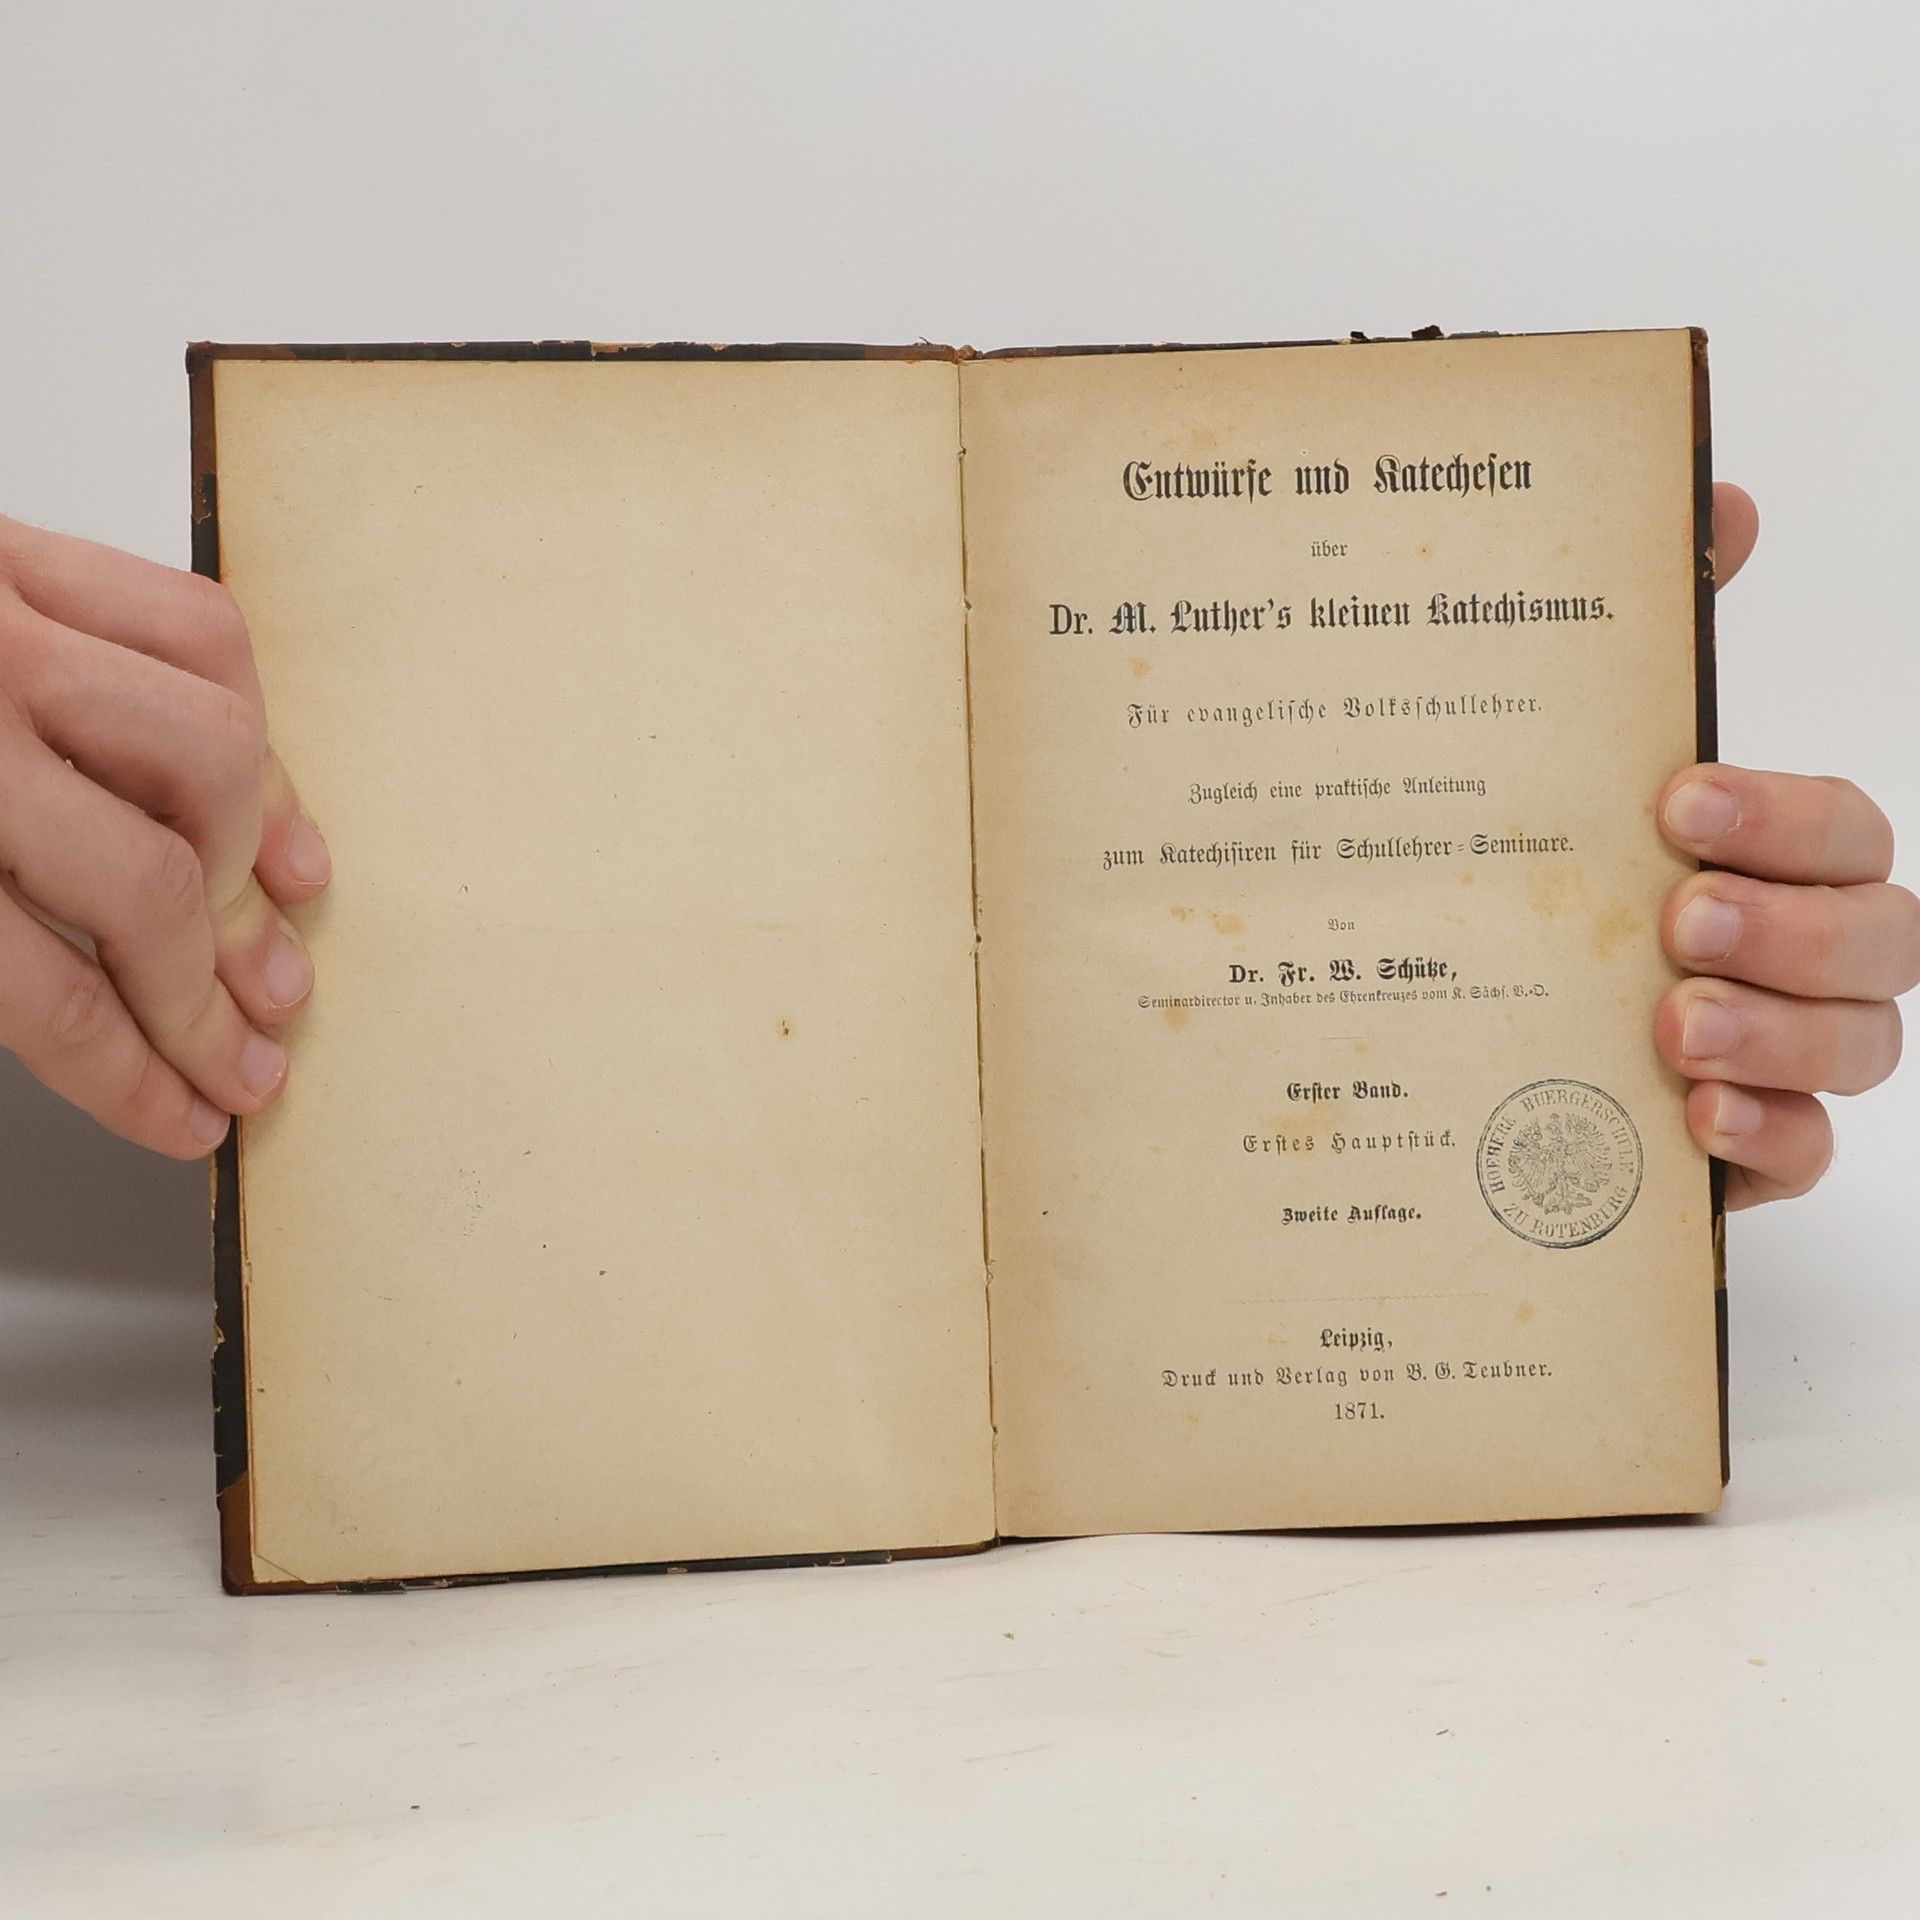 Entwürfe und Katechesen
über
Dr. M. Luther's kleinen Katechismus.
Für evangelische Volksschullehrer.
Zugleich eine praktische Anleitung
zum Katechisiren für Schullehrer-Seminare.
Von
Dr. Fr. W. Schütze,
Seminardirector u. Inhaber des Ehrenkreuzes vom K. Sächs. V.-O.
Erster Band.
Erstes Hauptstück.
Zweite Auflage.
HOEHERE BUERGERSCHULE
ZU ROTENBURG
Leipzig,
Druck und Verlag von B. G. Teubner.
1871.